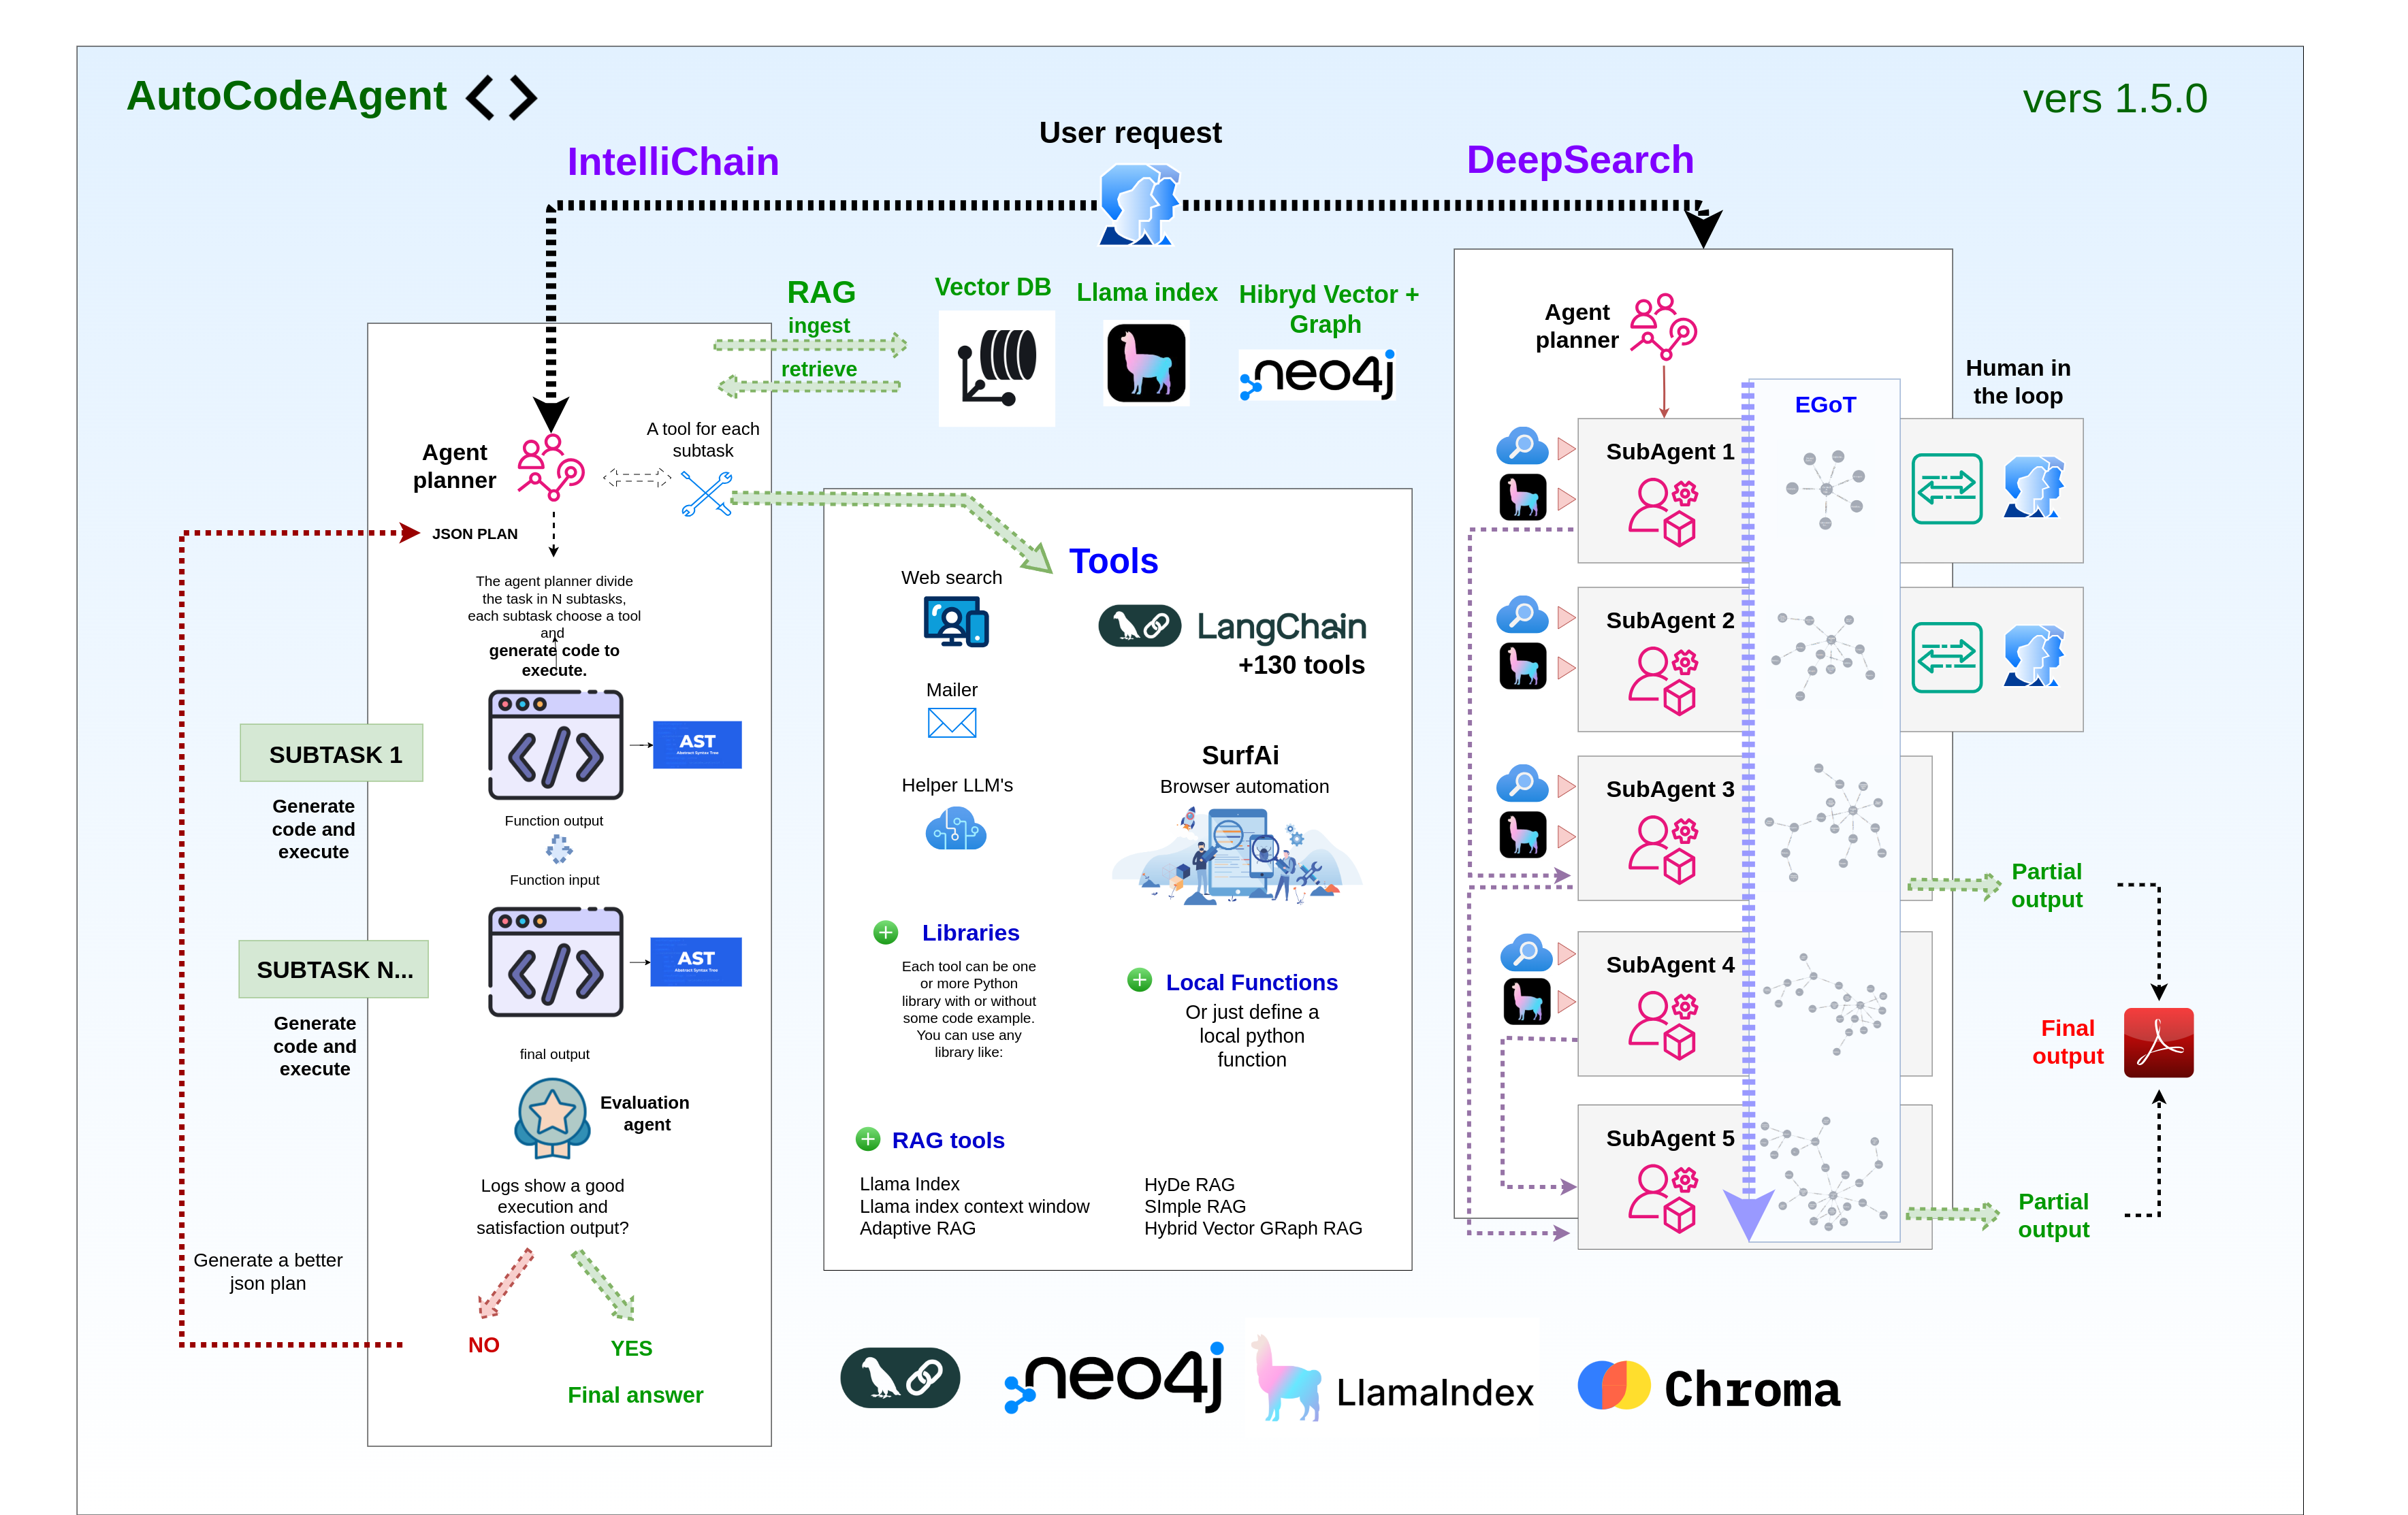 AutoCodeAgent
vers 1.5.0
User request
IntelliChain
DeepSearch
RAG
ingest
retrieve
Vector DB
Llama index
Hibryd Vector +
Graph
neo4j
A tool for each
subtask
Agent
planner
JSON PLAN
The agent planner divide
the task in N subtasks,
each subtask choose a tool
and
generate code to
execute.
SUBTASK 1
Generate
code and
execute
AST
Abstract Syntax Tree
Function output
Function input
SUBTASK N...
Generate
code and
execute
AST
Abstract Syntax Tree
final output
Evaluation
agent
Logs show a good
execution and
satisfaction output?
Generate a better
json plan
NO
YES
Final answer
Tools
Web search
LangChain
+130 tools
Mailer
SurfAi
Browser automation
Helper LLM's
Libraries
Each tool can be one
or more Python
library with or without
some code example.
You can use any
library like:
Local Functions
Or just define a
local python
function
RAG tools
Llama Index
Llama index context window
Adaptive RAG
HyDe RAG
SImple RAG
Hybrid Vector GRaph RAG
Agent
planner
Human in
the loop
EGoT
SubAgent 1
SubAgent 2
SubAgent 3
SubAgent 4
SubAgent 5
Partial
output
Final
output
Partial
output
neo4j
LlamaIndex
Chroma